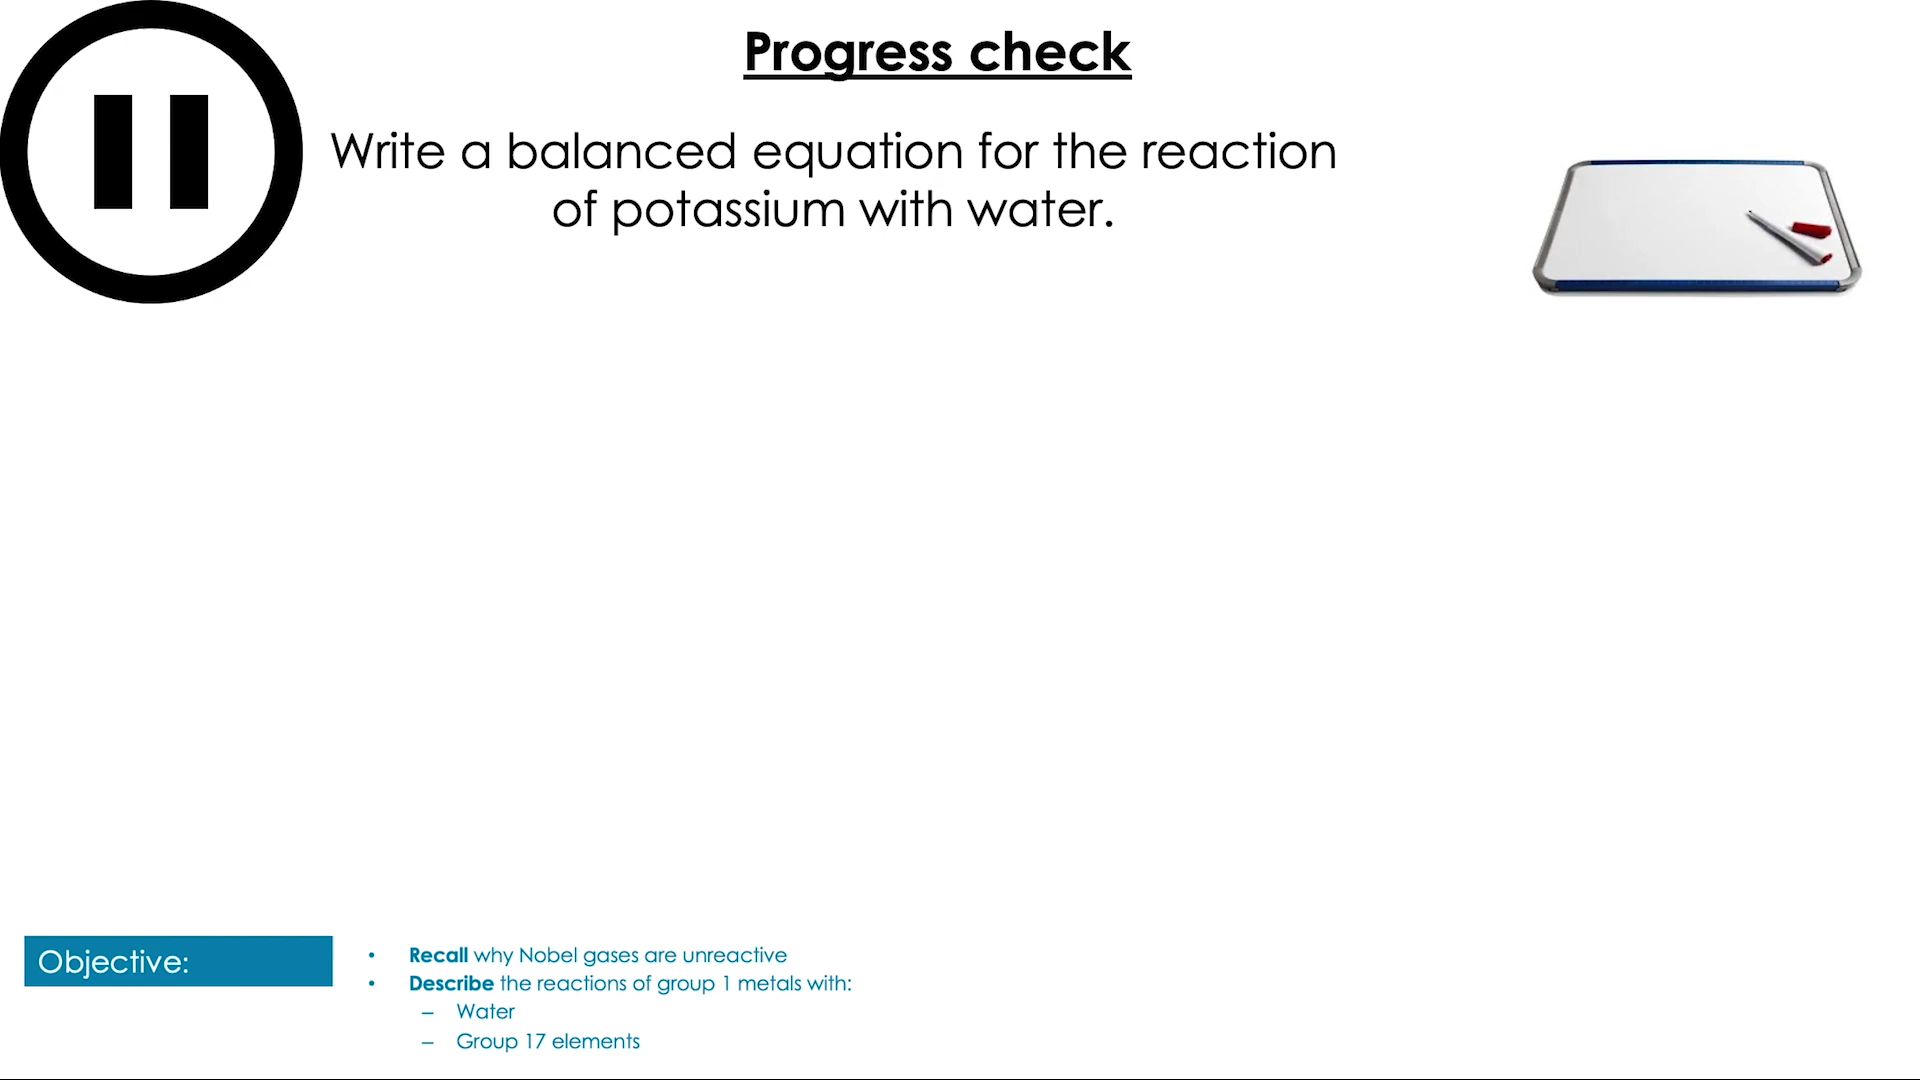 Progress check
Write a balanced equation for the reaction
of potassium with water.
Objective:
• Recall why Nobel gases are unreactive
• Describe the reactions of group 1 metals with:
– Water
– Group 17 elements